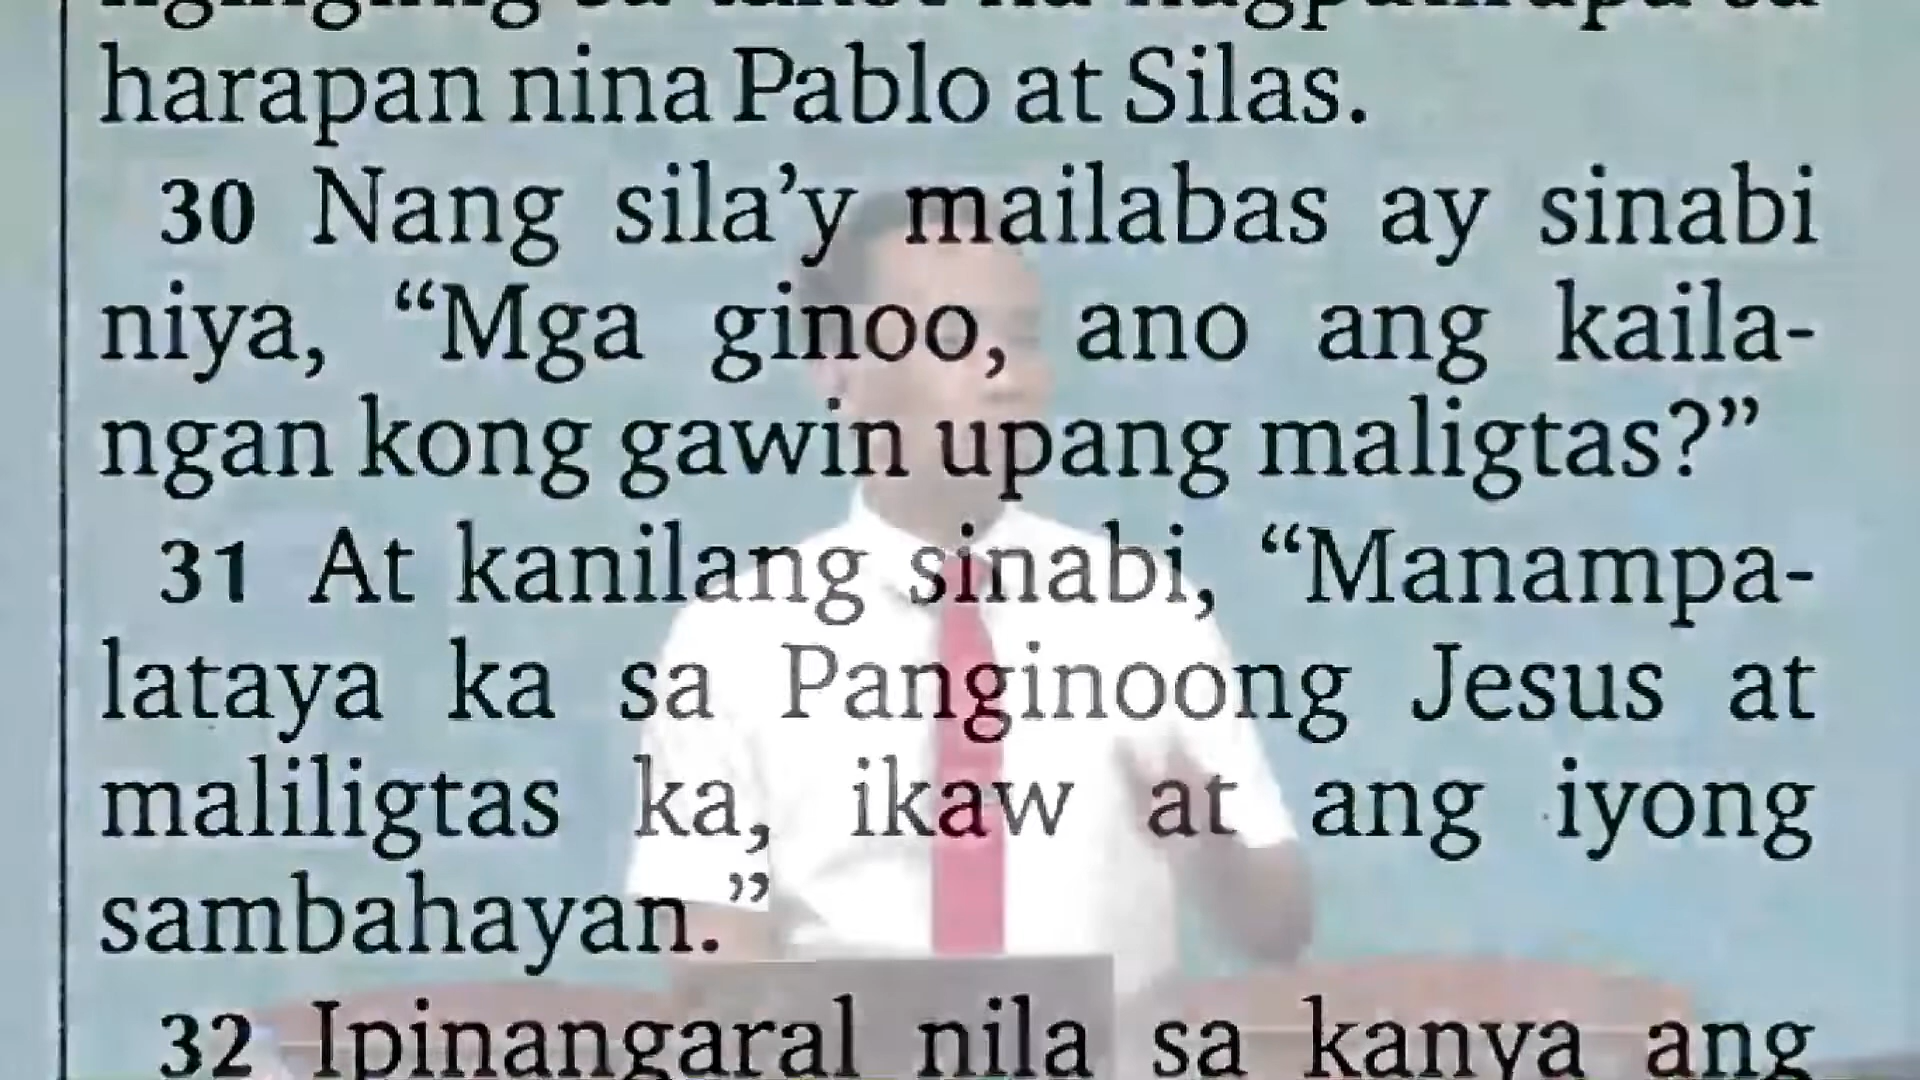 harapan nina Pablo at Silas.
30 Nang sila’y mailabas ay sinabi
niya, “Mga ginoo, ano ang kaila-
ngan kong gawin upang maligtas?”
31 At kanilang sinabi, “Manampa-
lataya ka sa Panginoong Jesus at
maliligtas ka, ikaw at ang iyong
sambahayan.”
32 Ipinangaral nila sa kanya ang